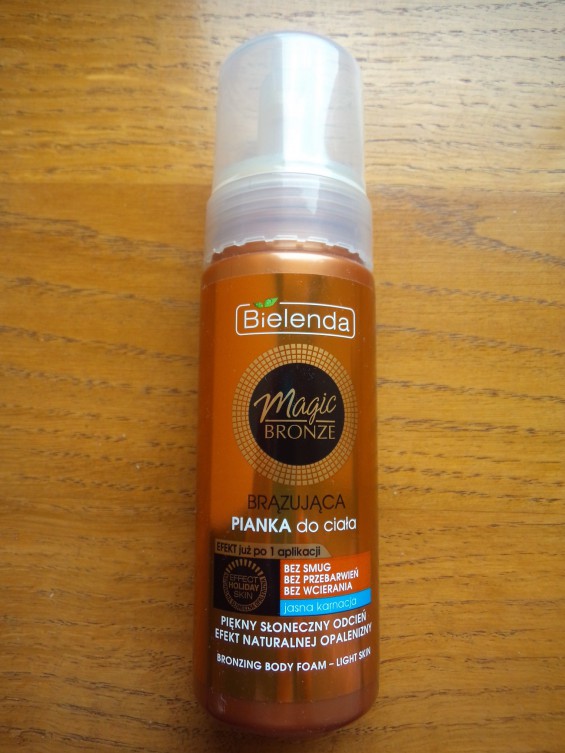 Bielenda
Magic
BRONZE
BRĄZUJĄCA
PIANKA do ciała
EFEKT już po 1 aplikacji
EFFECT
HOLIDAY
SKIN
BEZ SMUG
BEZ PRZEBARWIEŃ
BEZ WCIERANIA
jasna karnacja
PIĘKNY SŁONECZNY ODCIEŃ
EFEKT NATURALNEJ OPALENIZNY
BRONZING BODY FOAM – LIGHT SKIN